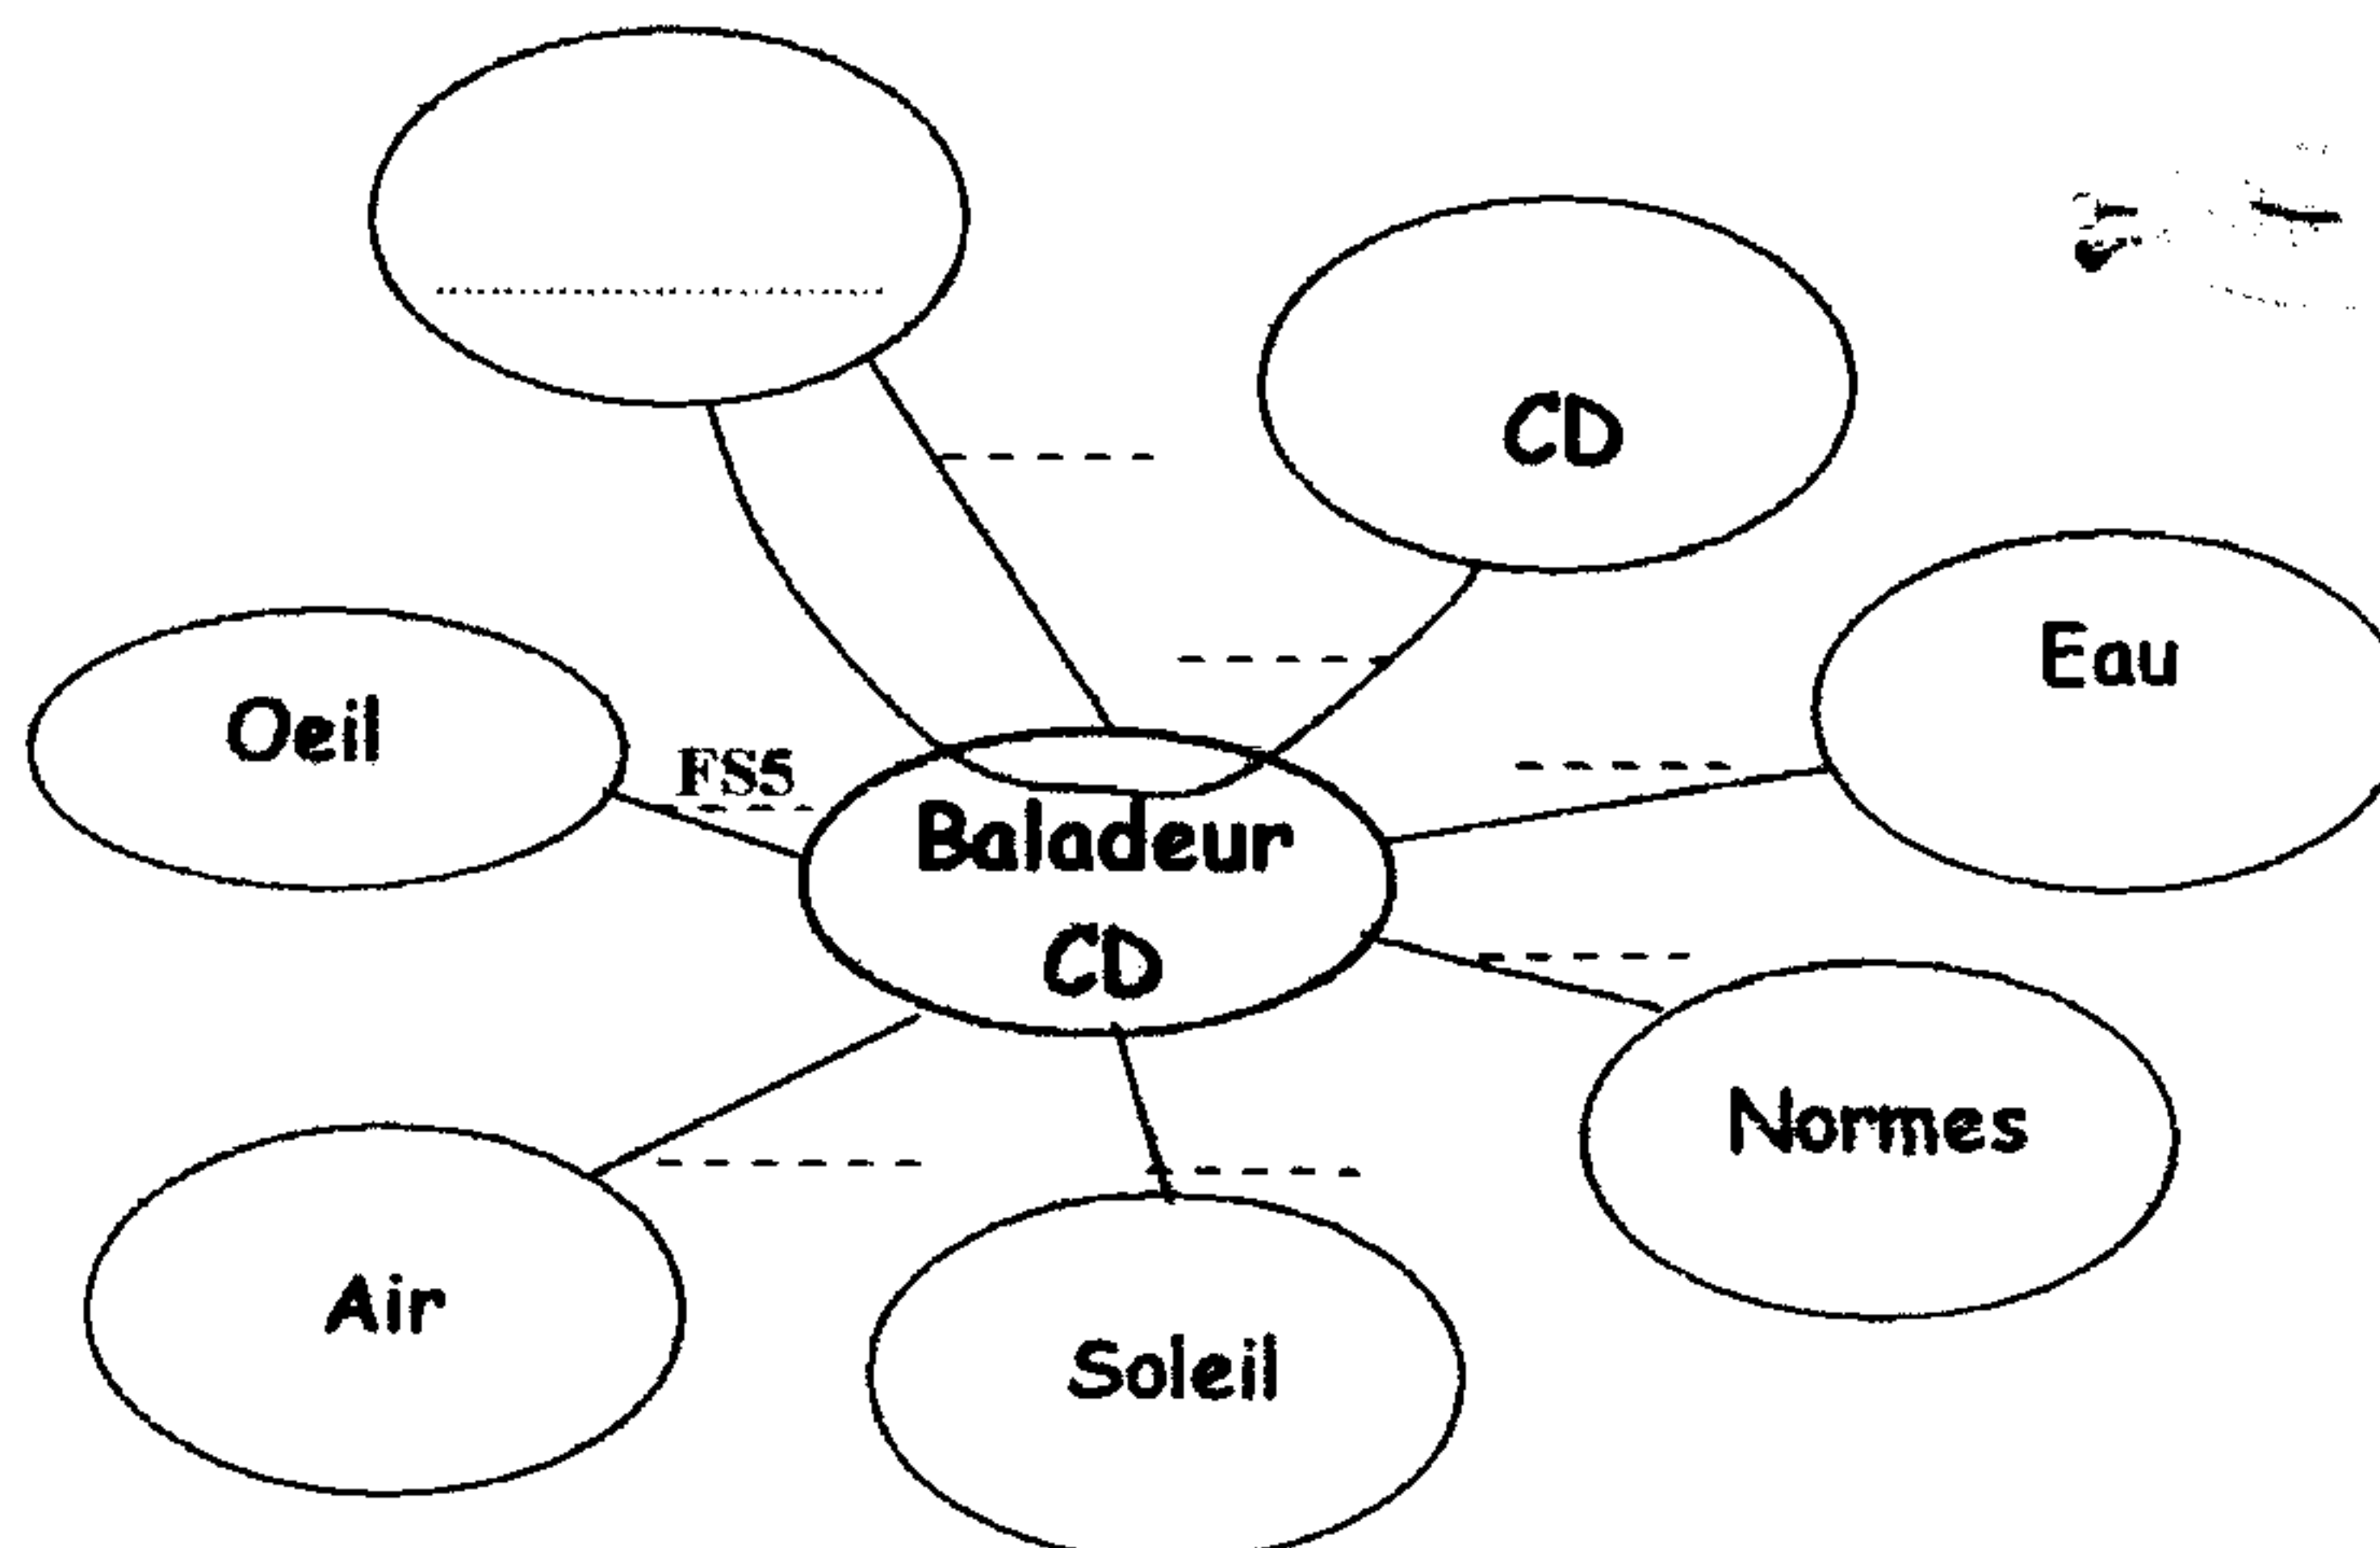 CD
Eau
Oeil
FS5
Baladeur
CD
Normes
Air
Soleil